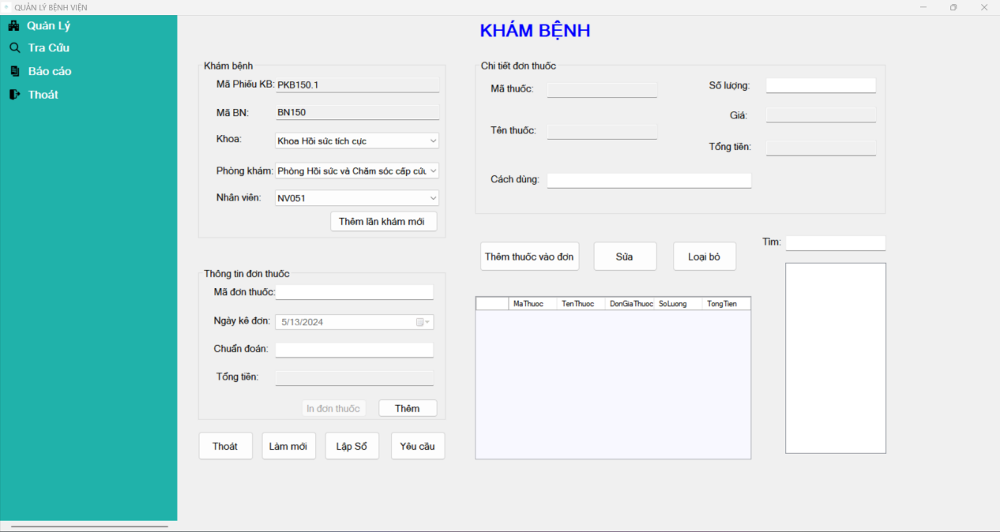 QUẢN LÝ BỆNH VIỆN
Quản Lý
Tra Cứu
Báo cáo
Thoát
KHÁM BỆNH
Khám bệnh
Mã Phiếu KB: PKB150.1
Mã BN: BN150
Khoa: Khoa Hồi sức tích cực
Phòng khám: Phòng Hồi sức và Chăm sóc cấp cứu
Nhân viên: NV051
Thêm lần khám mới
Thông tin đơn thuốc
Mã đơn thuốc:
Ngày kê đơn: 5/13/2024
Chuẩn đoán:
Tổng tiền:
In đơn thuốc Thêm
Thoát Làm mới Lập Sổ Yêu cầu
Chi tiết đơn thuốc
Mã thuốc: Số lượng:
Giá:
Tên thuốc:
Tổng tiền:
Cách dùng:
Thêm thuốc vào đơn Sửa Loại bỏ
Tìm:
MaThuoc TenThuoc DonGiaThuoc SoLuong TongTien